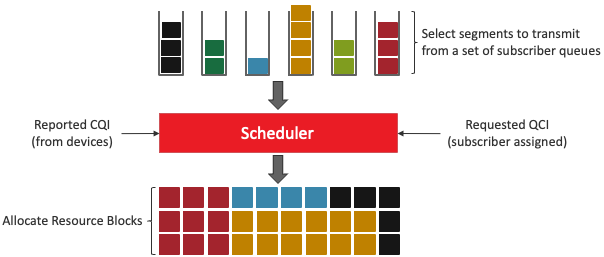 Select segments to transmit
from a set of subscriber queues
Reported CQI
(from devices)
Scheduler
Requested QCI
(subscriber assigned)
Allocate Resource Blocks